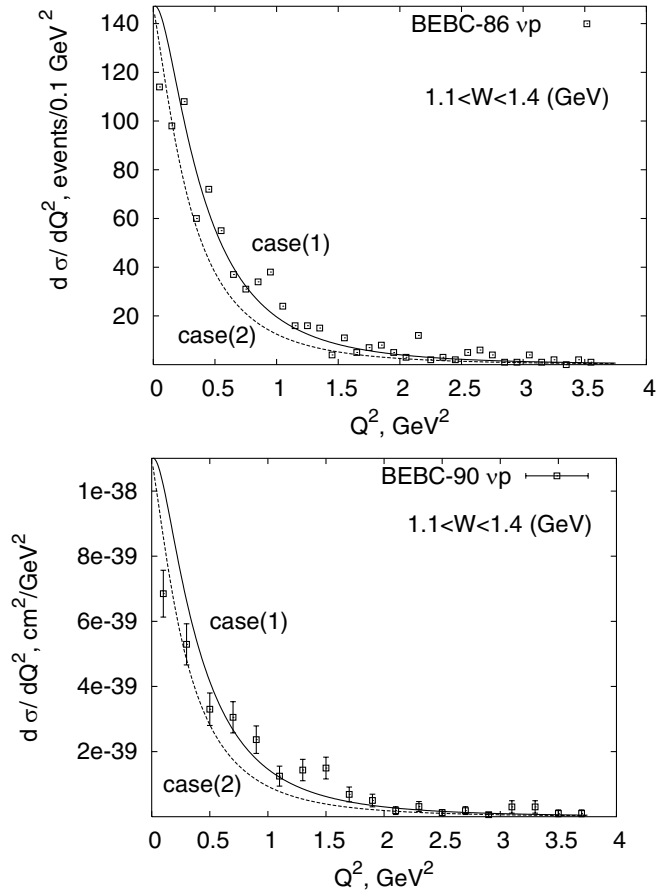 BEBC-86 νp
1.1<W<1.4 (GeV)
case(1)
case(2)
d σ/ dQ², events/0.1 GeV²
140
120
100
80
60
40
20
0 0.5 1 1.5 2 2.5 3 3.5 4
Q², GeV²
BEBC-90 νp
1.1<W<1.4 (GeV)
case(1)
case(2)
d σ/ dQ², cm²/GeV²
1e-38
8e-39
6e-39
4e-39
2e-39
0 0.5 1 1.5 2 2.5 3 3.5 4
Q², GeV²